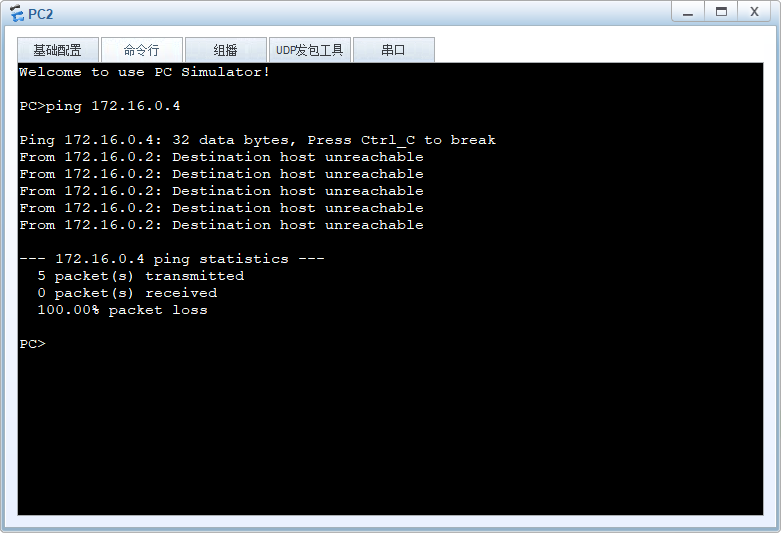 PC2
基础配置 命令行 组播 UDP发包工具 串口
Welcome to use PC Simulator!
PC>ping 172.16.0.4
Ping 172.16.0.4: 32 data bytes, Press Ctrl_C to break
From 172.16.0.2: Destination host unreachable
From 172.16.0.2: Destination host unreachable
From 172.16.0.2: Destination host unreachable
From 172.16.0.2: Destination host unreachable
From 172.16.0.2: Destination host unreachable
--- 172.16.0.4 ping statistics ---
5 packet(s) transmitted
0 packet(s) received
100.00% packet loss
PC>